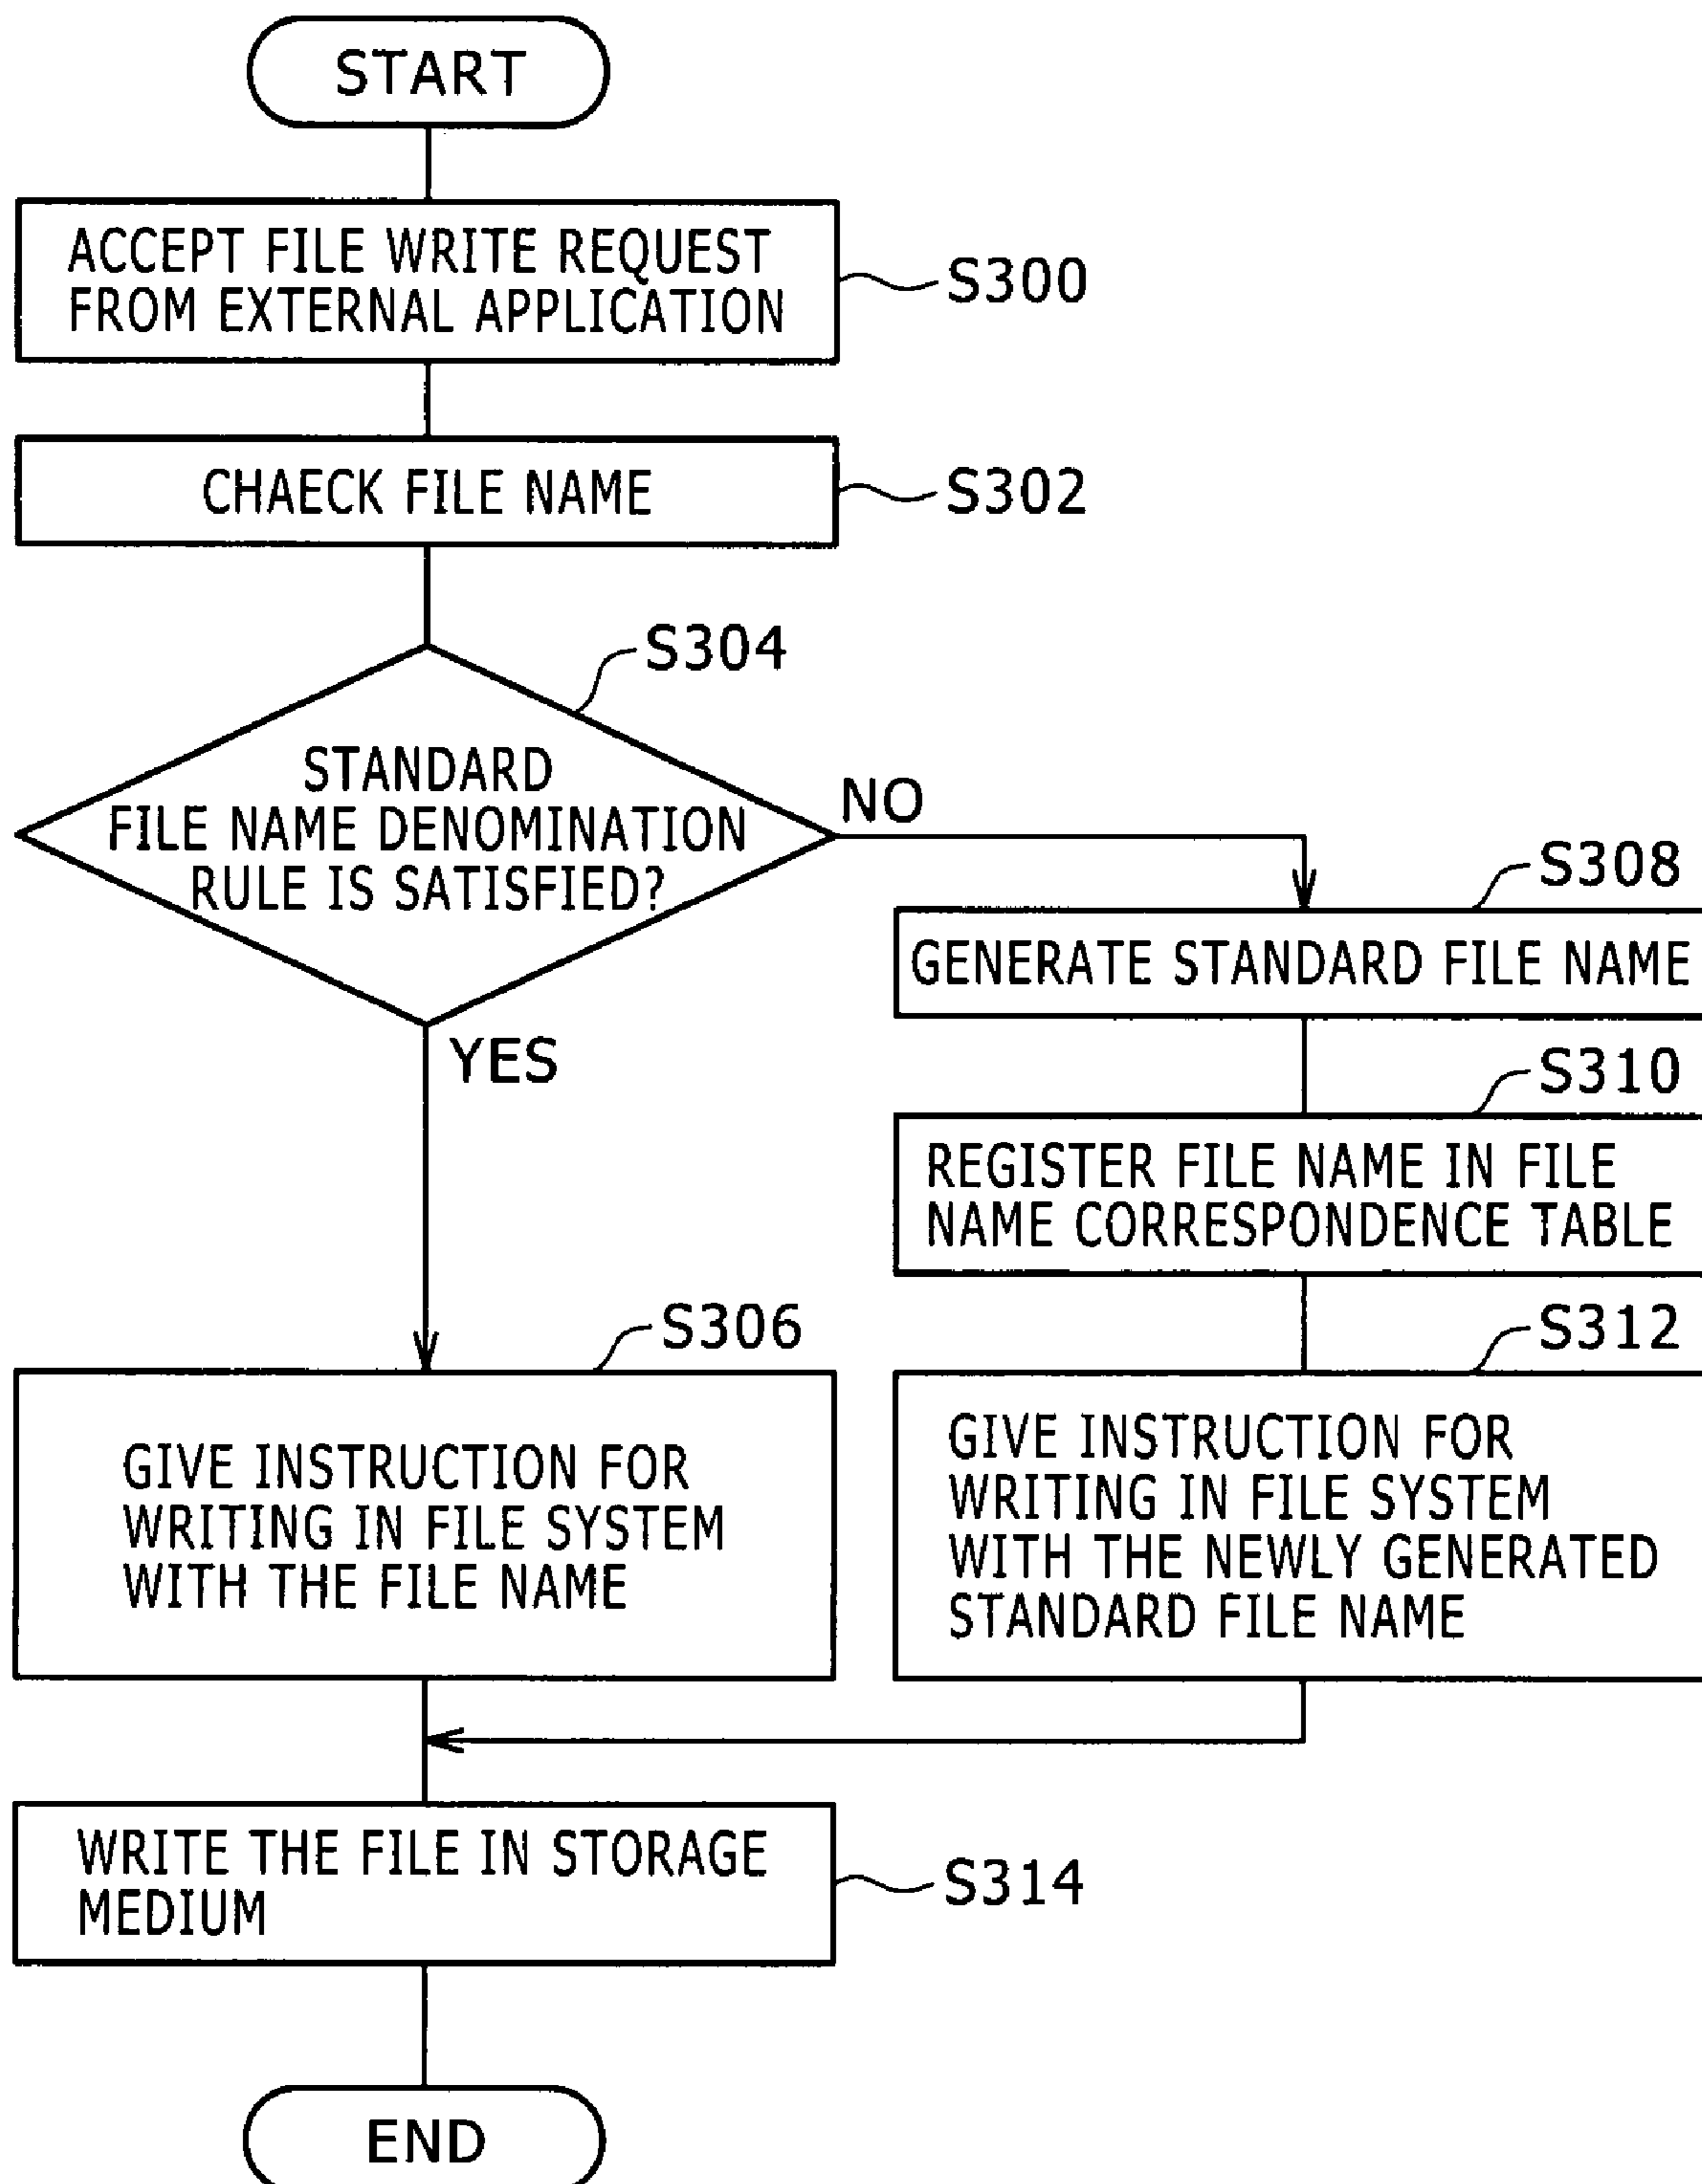 START
ACCEPT FILE WRITE REQUEST
FROM EXTERNAL APPLICATION
S300
CHAECK FILE NAME
S302
S304
STANDARD
FILE NAME DENOMINATION
RULE IS SATISFIED?
NO
YES
S308
GENERATE STANDARD FILE NAME
S310
REGISTER FILE NAME IN FILE
NAME CORRESPONDENCE TABLE
S306
GIVE INSTRUCTION FOR
WRITING IN FILE SYSTEM
WITH THE FILE NAME
S312
GIVE INSTRUCTION FOR
WRITING IN FILE SYSTEM
WITH THE NEWLY GENERATED
STANDARD FILE NAME
WRITE THE FILE IN STORAGE
MEDIUM
S314
END